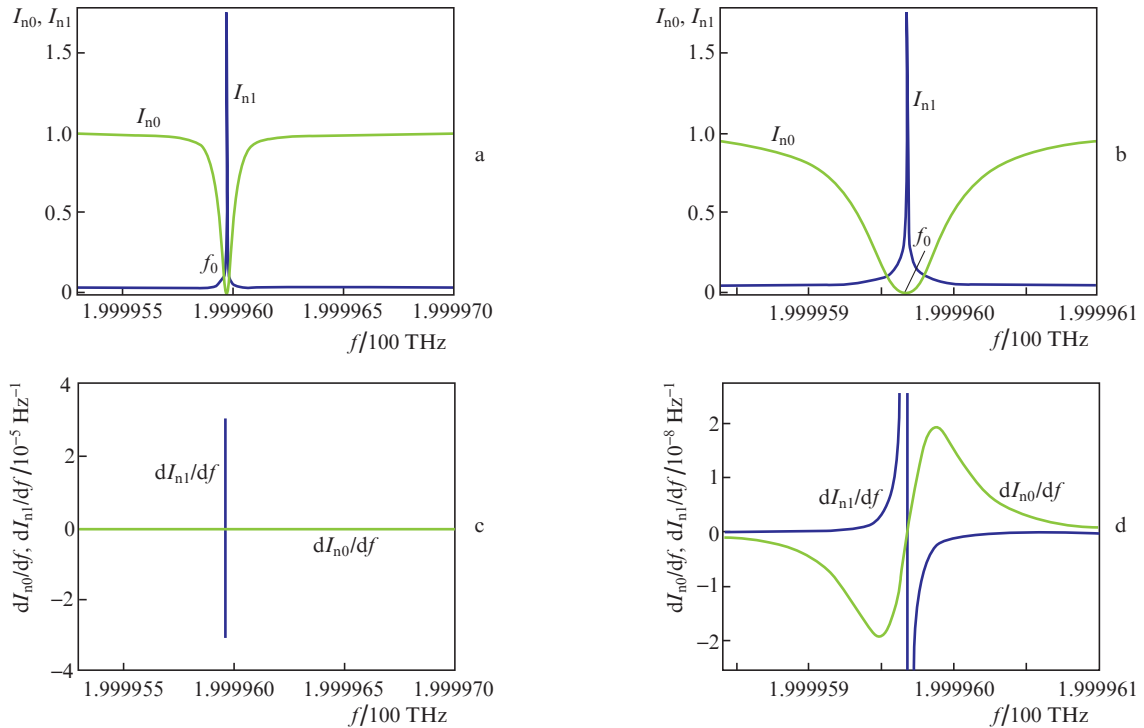 I_n0, I_n1
1.5
1.0
0.5
0
I_n0
I_n1
f_0
1.999955
1.999960
1.999965
1.999970
f/100 THz
a
I_n0, I_n1
1.5
1.0
0.5
0
I_n0
I_n1
f_0
1.999959
1.999960
1.999961
f/100 THz
b
dI_n0/df, dI_n1/df/10^−5 Hz^−1
4
2
0
−2
−4
dI_n1/df
dI_n0/df
1.999955
1.999960
1.999965
1.999970
f/100 THz
c
dI_n0/df, dI_n1/df/10^−8 Hz^−1
2
1
0
−1
−2
dI_n1/df
dI_n0/df
1.999959
1.999960
1.999961
f/100 THz
d